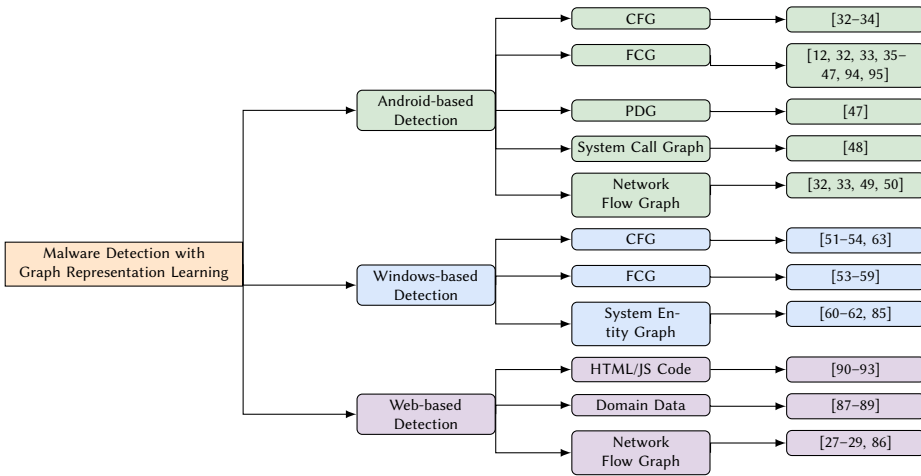 Malware Detection with
Graph Representation Learning
Android-based
Detection
CFG
[32–34]
FCG
[12, 32, 33, 35–
47, 94, 95]
PDG
[47]
System Call Graph
[48]
Network
Flow Graph
[32, 33, 49, 50]
Windows-based
Detection
CFG
[51–54, 63]
FCG
[53–59]
System En-
tity Graph
[60–62, 85]
Web-based
Detection
HTML/JS Code
[90–93]
Domain Data
[87–89]
Network
Flow Graph
[27–29, 86]